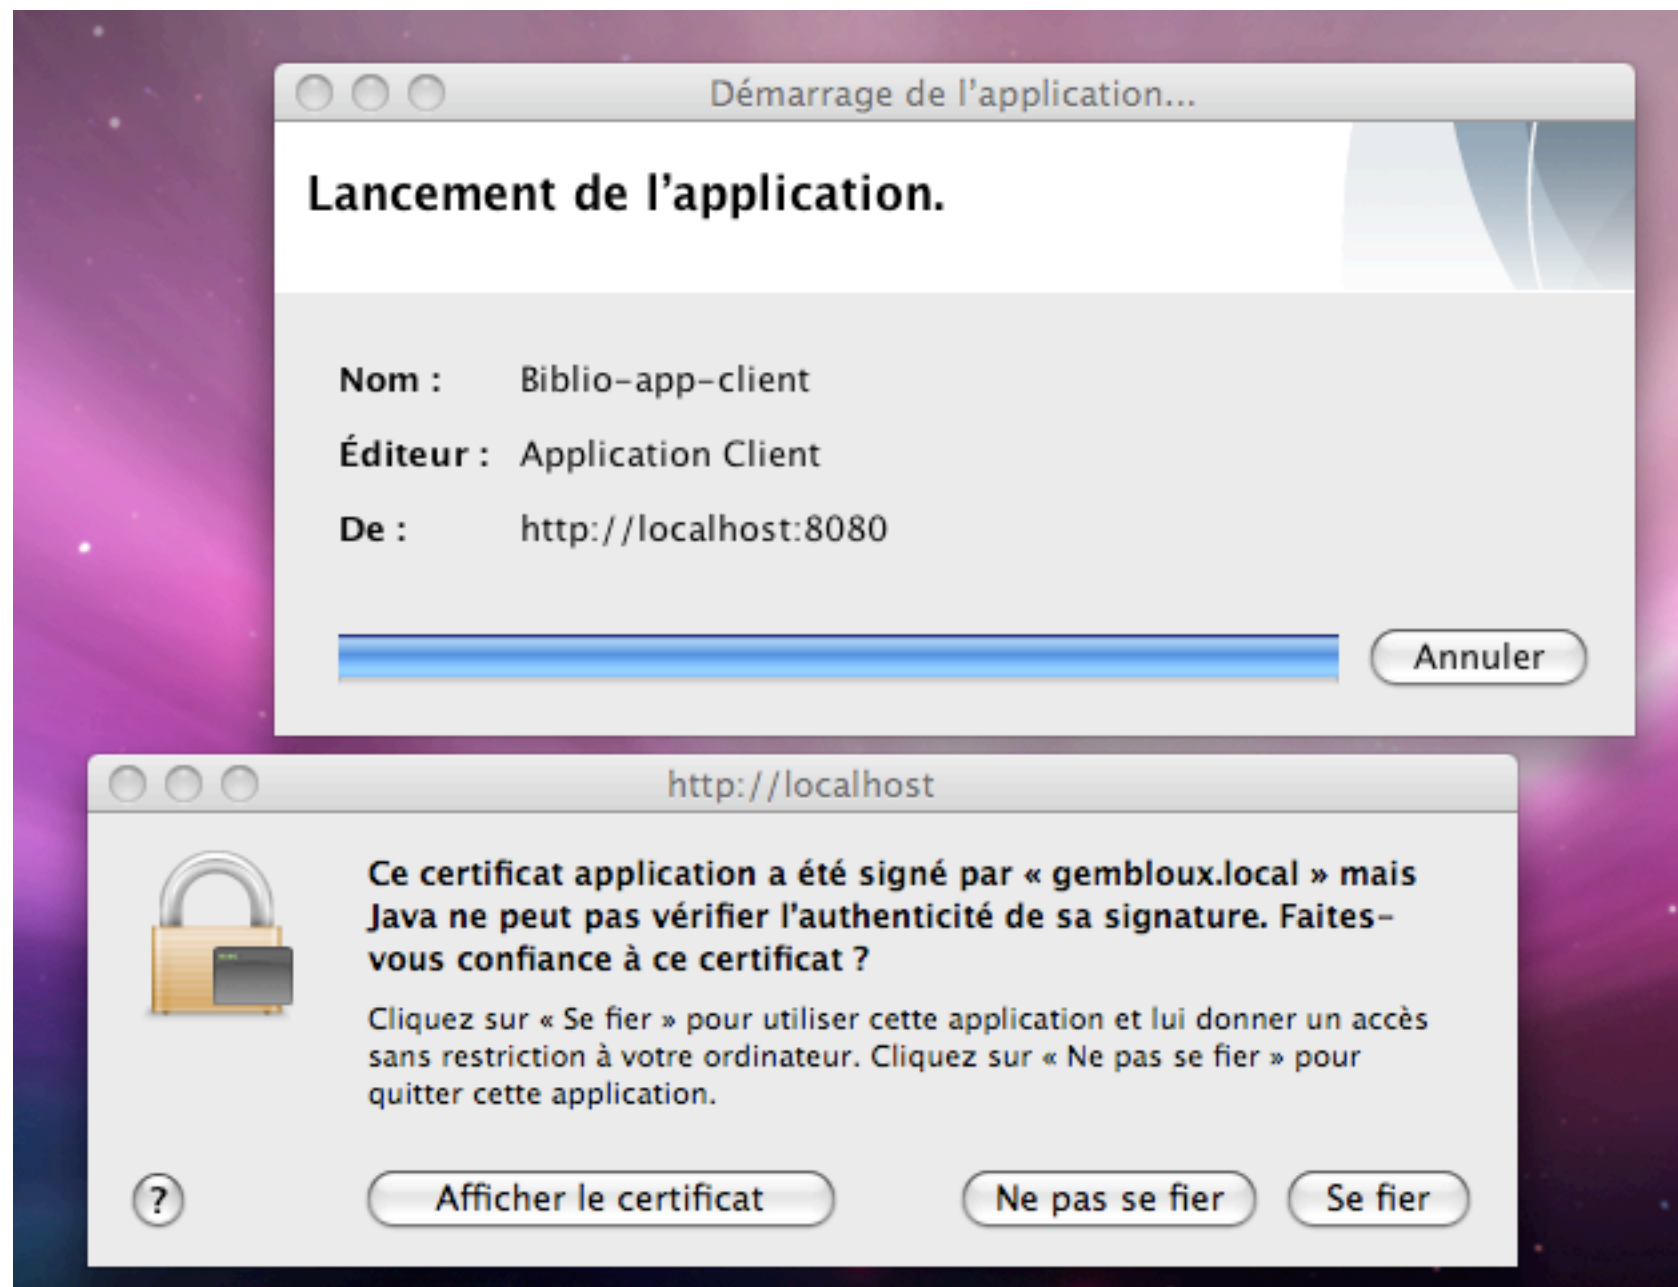 Démarrage de l'application...
Lancement de l'application.
Nom : Biblio-app-client
Éditeur : Application Client
De : http://localhost:8080
Annuler
http://localhost
Ce certificat application a été signé par « gembloux.local » mais
Java ne peut pas vérifier l'authenticité de sa signature. Faites-
vous confiance à ce certificat ?
Cliquez sur « Se fier » pour utiliser cette application et lui donner un accès
sans restriction à votre ordinateur. Cliquez sur « Ne pas se fier » pour
quitter cette application.
? Afficher le certificat Ne pas se fier Se fier